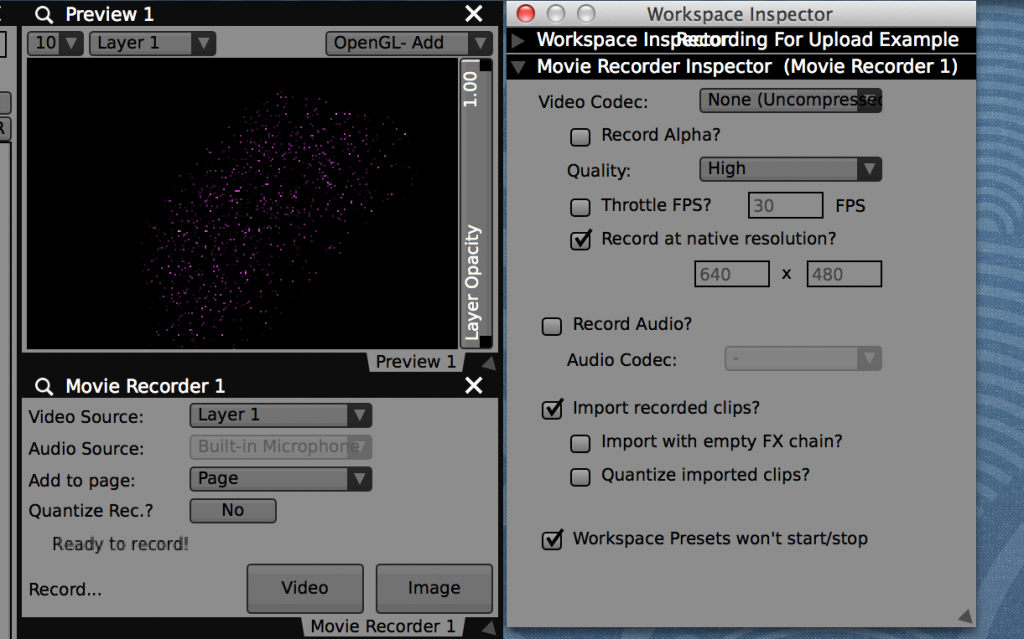 Preview 1
10
Layer 1
OpenGL- Add
1.00
Layer Opacity
Preview 1
Movie Recorder 1
Video Source:
Layer 1
Audio Source:
Built-in Microphone
Add to page:
Page
Quantize Rec.?
No
Ready to record!
Record...
Video
Image
Movie Recorder 1
R
Workspace Inspector
Workspace Inspector
Recording For Upload Example
Movie Recorder Inspector (Movie Recorder 1)
Video Codec:
None (Uncompressed
Record Alpha?
Quality:
High
Throttle FPS?
30
FPS
Record at native resolution?
640
x
480
Record Audio?
Audio Codec:
-
Import recorded clips?
Import with empty FX chain?
Quantize imported clips?
Workspace Presets won't start/stop